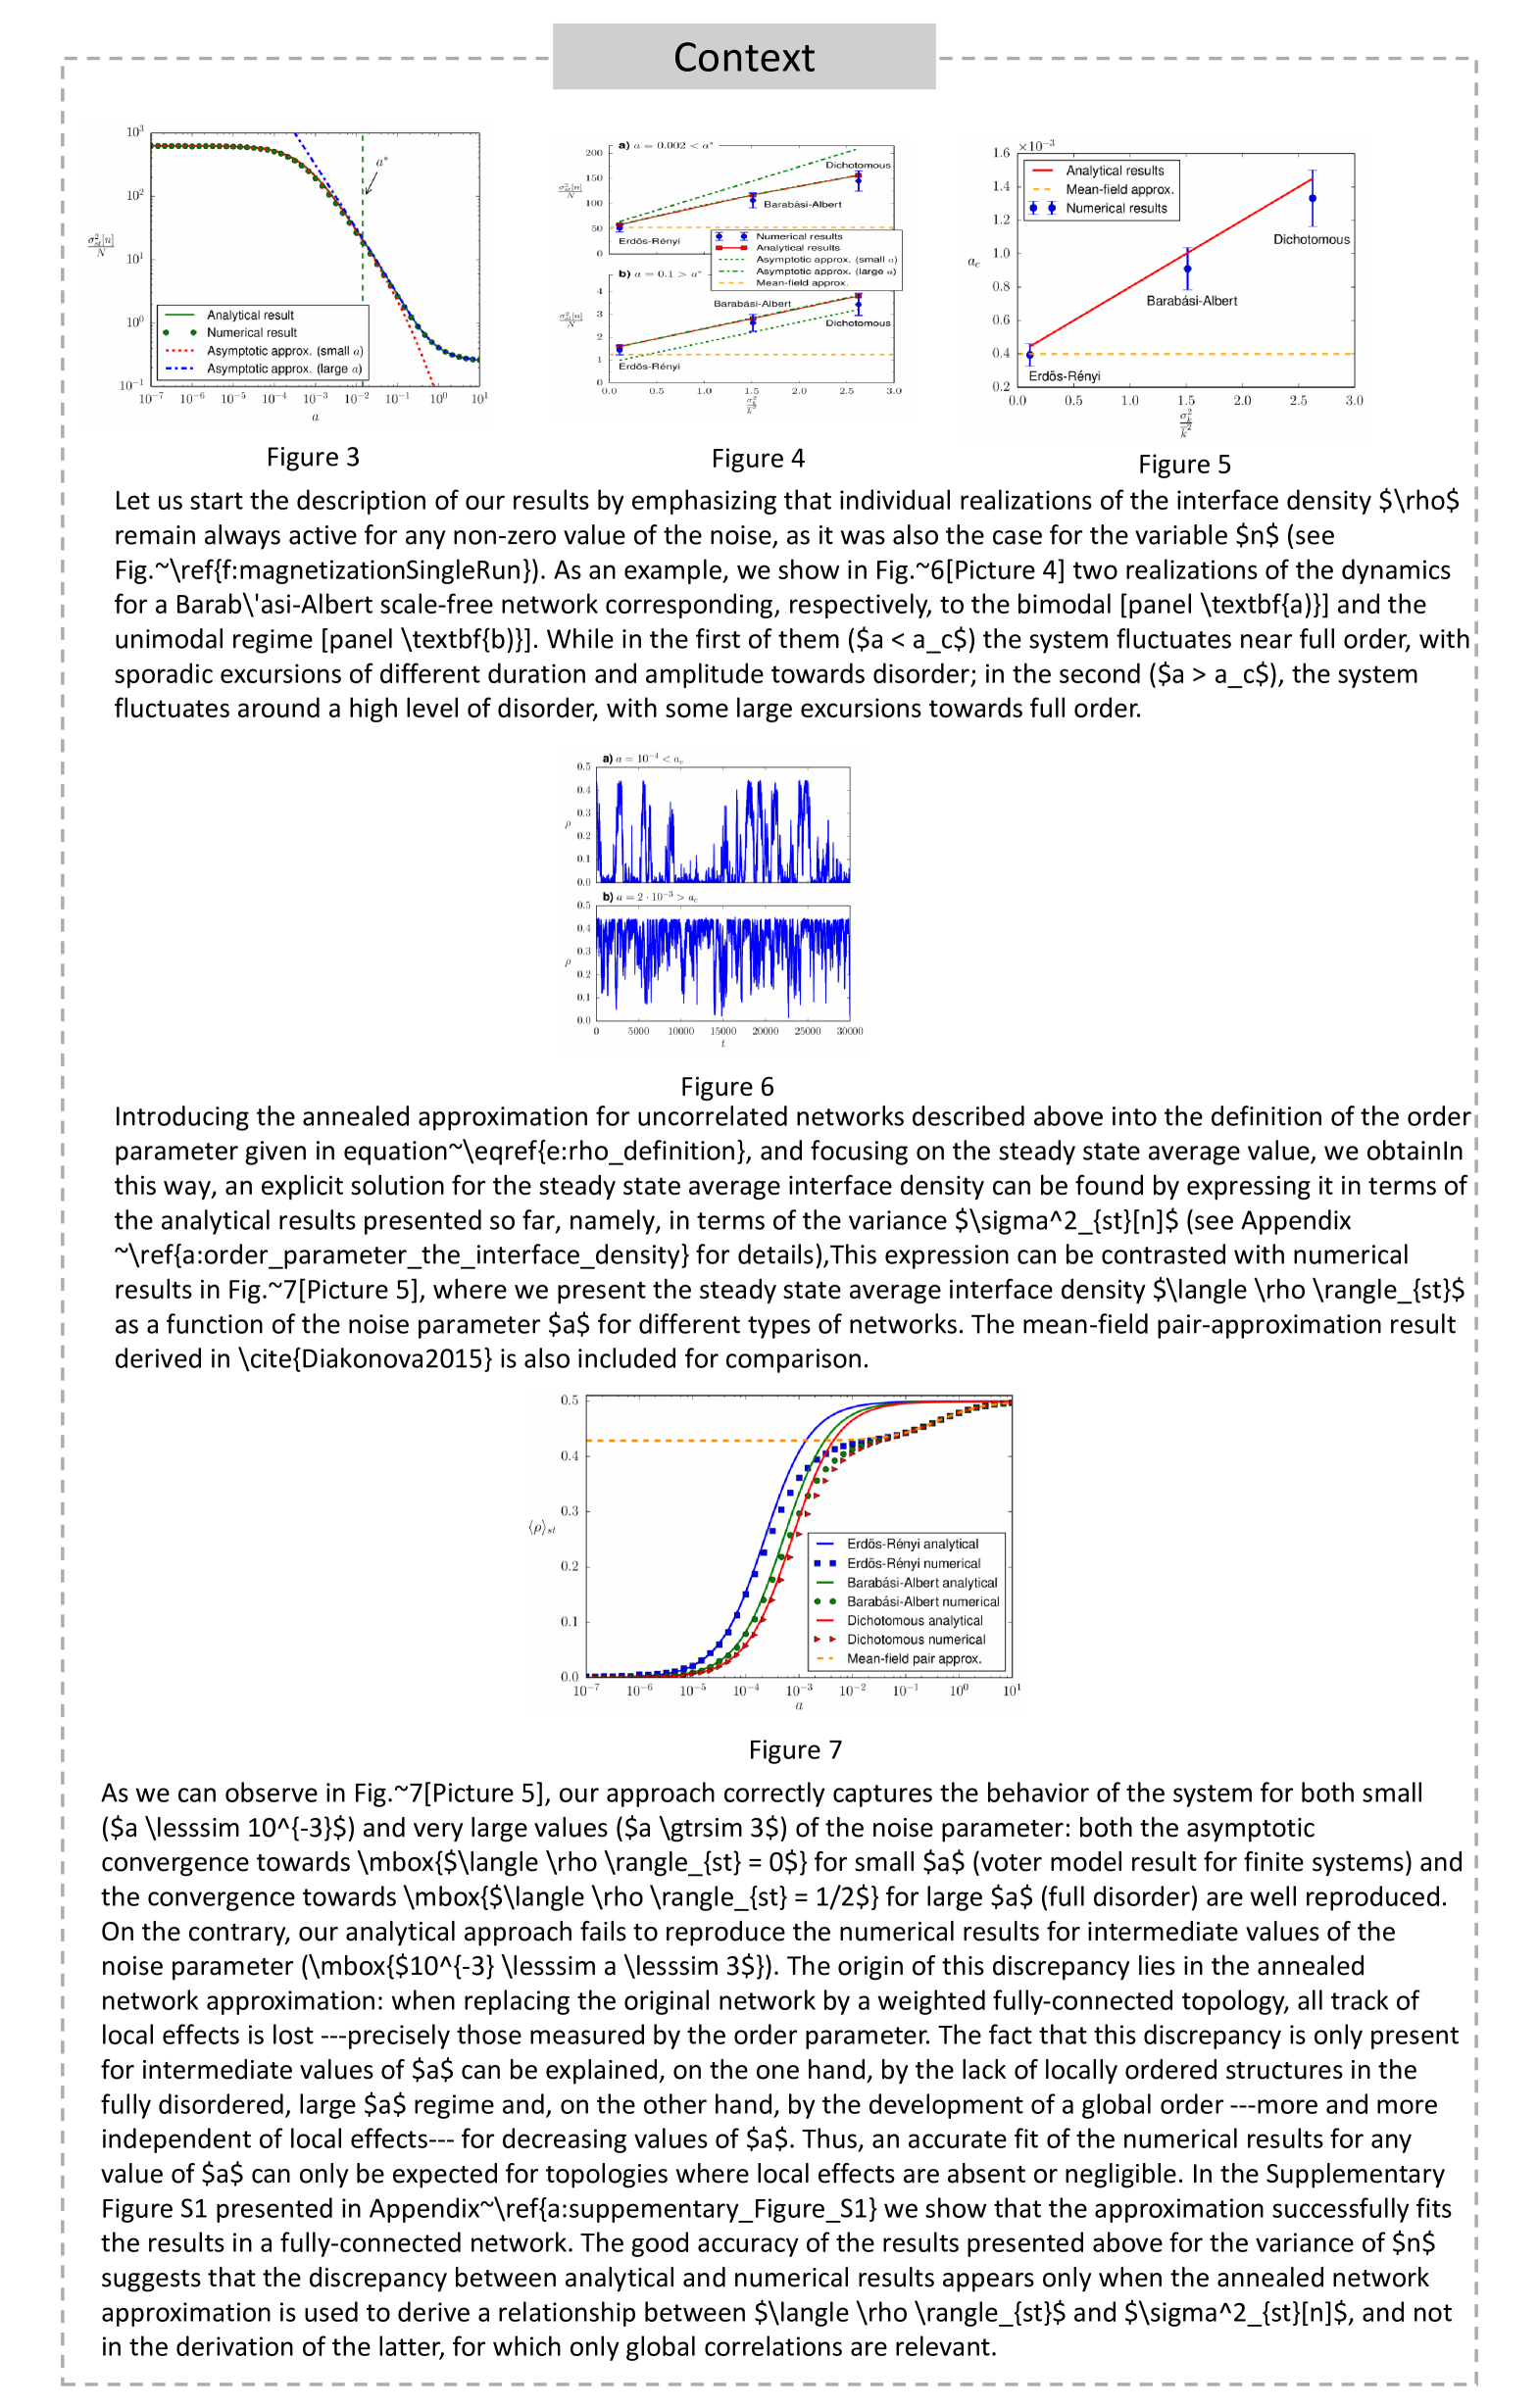 Context
10^3
10^2
10^1
10^0
10^{-1}
\frac{\sigma^2_{st}[n]}{N}
a^*
Analytical result
Numerical result
Asymptotic approx. (small a)
Asymptotic approx. (large a)
10^{-7} 10^{-6} 10^{-5} 10^{-4} 10^{-3} 10^{-2} 10^{-1} 10^0 10^1
a
Figure 3
a) a = 0.002 < a^*
200
150
100
50
0
\frac{\sigma^2_{st}[n]}{N}
Dichotomous
Barabási-Albert
Erdös-Rényi
Numerical results
Analytical results
Asymptotic approx. (small a)
Asymptotic approx. (large a)
Mean-field approx.
b) a = 0.1 > a^*
4
3
2
1
0
\frac{\sigma^2_{st}[n]}{N}
Barabási-Albert
Dichotomous
Erdös-Rényi
0.0 0.5 1.0 1.5 2.0 2.5 3.0
\frac{\sigma^2_k}{\overline{k}^2}
Figure 4
×10^{-3}
1.6
1.4
1.2
1.0
0.8
0.6
0.4
0.2
a_c
Analytical results
Mean-field approx.
Numerical results
Dichotomous
Barabási-Albert
Erdös-Rényi
0.0 0.5 1.0 1.5 2.0 2.5 3.0
\frac{\sigma^2_k}{\overline{k}^2}
Figure 5
Let us start the description of our results by emphasizing that individual realizations of the interface density $\rho$
remain always active for any non-zero value of the noise, as it was also the case for the variable $n$ (see
Fig.~\ref{f:magnetizationSingleRun}). As an example, we show in Fig.~6[Picture 4] two realizations of the dynamics
for a Barab\'asi-Albert scale-free network corresponding, respectively, to the bimodal [panel \textbf{a)}] and the
unimodal regime [panel \textbf{b)}]. While in the first of them ($a < a_c$) the system fluctuates near full order, with
sporadic excursions of different duration and amplitude towards disorder; in the second ($a > a_c$), the system
fluctuates around a high level of disorder, with some large excursions towards full order.
a) a = 10^{-4} < a_c
0.5
0.4
0.3
0.2
0.1
0.0
ρ
b) a = 2 · 10^{-3} > a_c
0.5
0.4
0.3
0.2
0.1
0.0
ρ
0 5000 10000 15000 20000 25000 30000
t
Figure 6
Introducing the annealed approximation for uncorrelated networks described above into the definition of the order
parameter given in equation~\eqref{e:rho_definition}, and focusing on the steady state average value, we obtainIn
this way, an explicit solution for the steady state average interface density can be found by expressing it in terms of
the analytical results presented so far, namely, in terms of the variance $\sigma^2_{st}[n]$ (see Appendix
~\ref{a:order_parameter_the_interface_density} for details),This expression can be contrasted with numerical
results in Fig.~7[Picture 5], where we present the steady state average interface density $\langle \rho \rangle_{st}$
as a function of the noise parameter $a$ for different types of networks. The mean-field pair-approximation result
derived in \cite{Diakonova2015} is also included for comparison.
0.5
0.4
0.3
0.2
0.1
0.0
⟨ρ⟩_{st}
Erdös-Rényi analytical
Erdös-Rényi numerical
Barabási-Albert analytical
Barabási-Albert numerical
Dichotomous analytical
Dichotomous numerical
Mean-field pair approx.
10^{-7} 10^{-6} 10^{-5} 10^{-4} 10^{-3} 10^{-2} 10^{-1} 10^0 10^1
a
Figure 7
As we can observe in Fig.~7[Picture 5], our approach correctly captures the behavior of the system for both small
($a \lesssim 10^{-3}$) and very large values ($a \gtrsim 3$) of the noise parameter: both the asymptotic
convergence towards \mbox{$\langle \rho \rangle_{st} = 0$} for small $a$ (voter model result for finite systems) and
the convergence towards \mbox{$\langle \rho \rangle_{st} = 1/2$} for large $a$ (full disorder) are well reproduced.
On the contrary, our analytical approach fails to reproduce the numerical results for intermediate values of the
noise parameter (\mbox{$10^{-3} \lesssim a \lesssim 3$}). The origin of this discrepancy lies in the annealed
network approximation: when replacing the original network by a weighted fully-connected topology, all track of
local effects is lost ---precisely those measured by the order parameter. The fact that this discrepancy is only present
for intermediate values of $a$ can be explained, on the one hand, by the lack of locally ordered structures in the
fully disordered, large $a$ regime and, on the other hand, by the development of a global order ---more and more
independent of local effects--- for decreasing values of $a$. Thus, an accurate fit of the numerical results for any
value of $a$ can only be expected for topologies where local effects are absent or negligible. In the Supplementary
Figure S1 presented in Appendix~\ref{a:suppementary_Figure_S1} we show that the approximation successfully fits
the results in a fully-connected network. The good accuracy of the results presented above for the variance of $n$
suggests that the discrepancy between analytical and numerical results appears only when the annealed network
approximation is used to derive a relationship between $\langle \rho \rangle_{st}$ and $\sigma^2_{st}[n]$, and not
in the derivation of the latter, for which only global correlations are relevant.